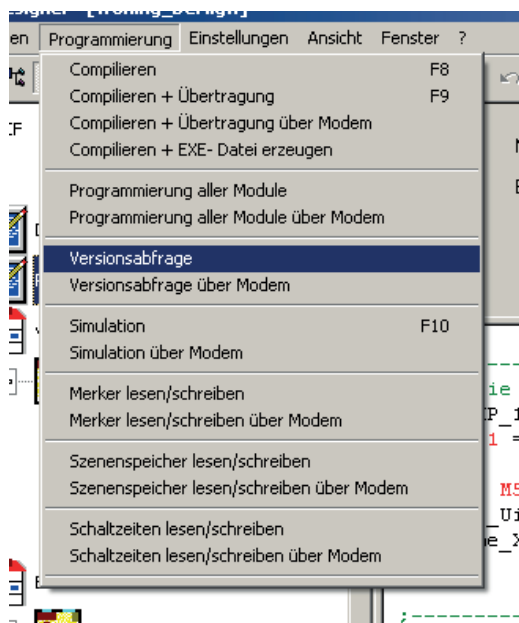 Programmierung Einstellungen Ansicht Fenster ?
Compilieren F8
Compilieren + Übertragung F9
Compilieren + Übertragung über Modem
Compilieren + EXE- Datei erzeugen
Programmierung aller Module
Programmierung aller Module über Modem
Versionsabfrage
Versionsabfrage über Modem
Simulation F10
Simulation über Modem
Merker lesen/schreiben
Merker lesen/schreiben über Modem
Szenenspeicher lesen/schreiben
Szenenspeicher lesen/schreiben über Modem
Schaltzeiten lesen/schreiben
Schaltzeiten lesen/schreiben über Modem